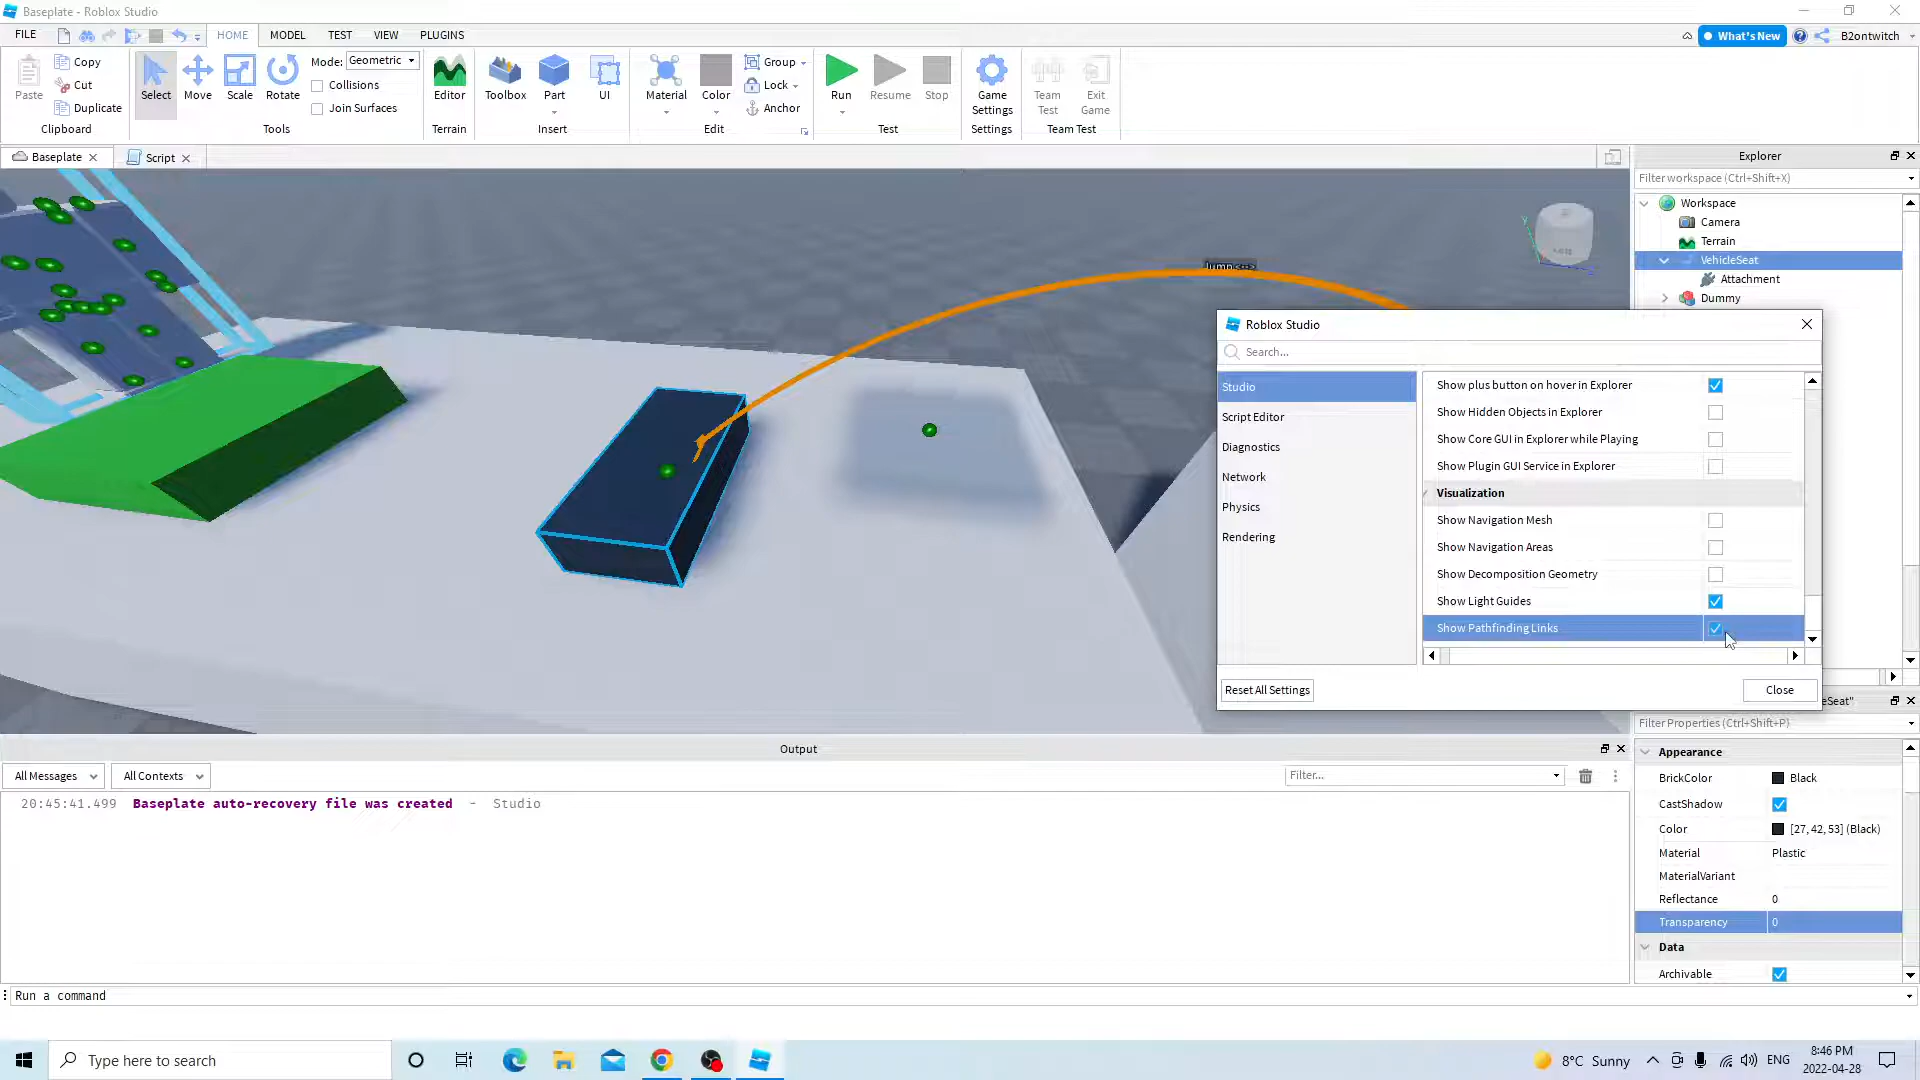 Baseplate - Roblox Studio
FILE HOME MODEL TEST VIEW PLUGINS What's New B2ontwitch
Paste Copy Cut Duplicate Clipboard
Select Move Scale Rotate Mode: Geometric Collisions Join Surfaces Tools
Editor Terrain
Toolbox Part UI Insert
Material Color Group Lock Anchor Edit
Run Resume Stop Test
Game Settings Settings
Team Test Exit Game Team Test
Baseplate Script
Explorer
Filter workspace (Ctrl+Shift+X)
Workspace
Camera
Terrain
VehicleSeat
Attachment
Dummy
Roblox Studio
Search...
Studio
Script Editor
Diagnostics
Network
Physics
Rendering
Show plus button on hover in Explorer
Show Hidden Objects in Explorer
Show Core GUI in Explorer while Playing
Show Plugin GUI Service in Explorer
Visualization
Show Navigation Mesh
Show Navigation Areas
Show Decomposition Geometry
Show Light Guides
Show Pathfinding Links
Reset All Settings Close
Seat"
Filter Properties (Ctrl+Shift+P)
Appearance
BrickColor Black
CastShadow
Color [27, 42, 53] (Black)
Material Plastic
MaterialVariant
Reflectance 0
Transparency 0
Data
Archivable
Output
All Messages All Contexts Filter...
20:45:41.499 Baseplate auto-recovery file was created - Studio
Run a command
Type here to search
8°C Sunny ENG 8:46 PM
2022-04-28